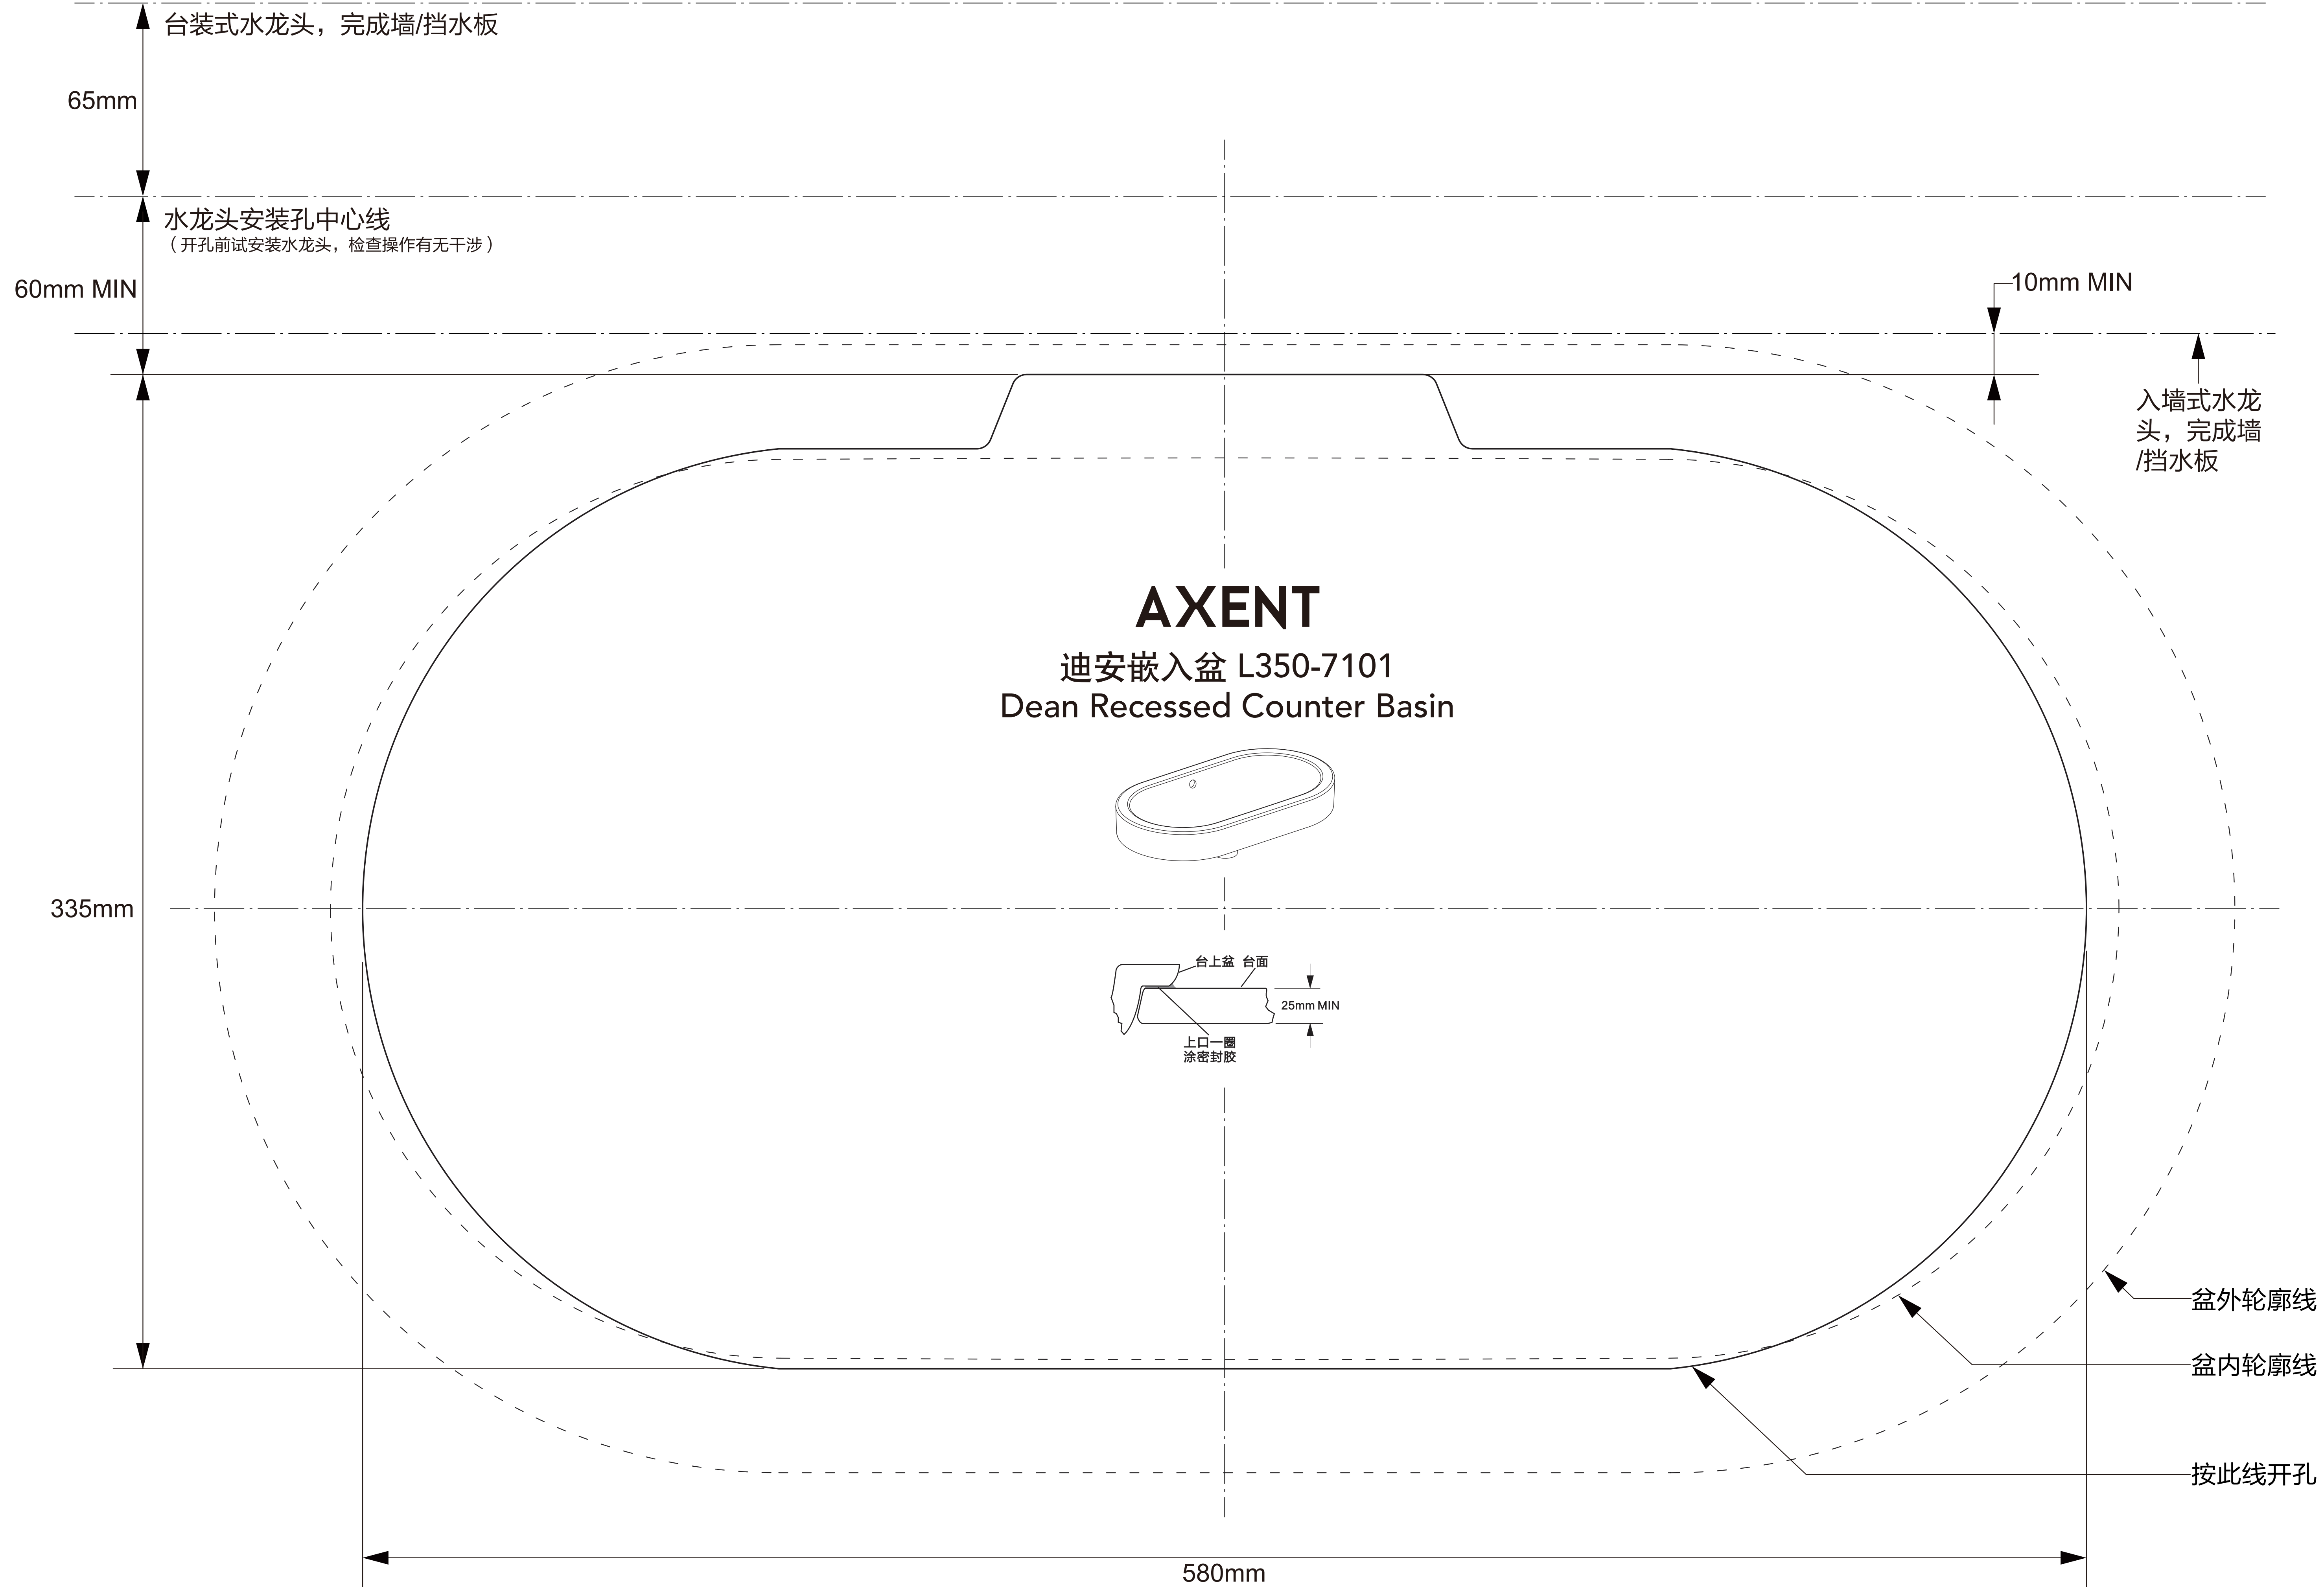 台装式水龙头，完成墙/挡水板
65mm
水龙头安装孔中心线
（开孔前试安装水龙头，检查操作有无干涉）
60mm MIN
10mm MIN
入墙式水龙
头，完成墙
/挡水板
AXENT
迪安嵌入盆 L350-7101
Dean Recessed Counter Basin
335mm
台上盆 台面
25mm MIN
上口一圈
涂密封胶
盆外轮廓线
盆内轮廓线
按此线开孔
580mm